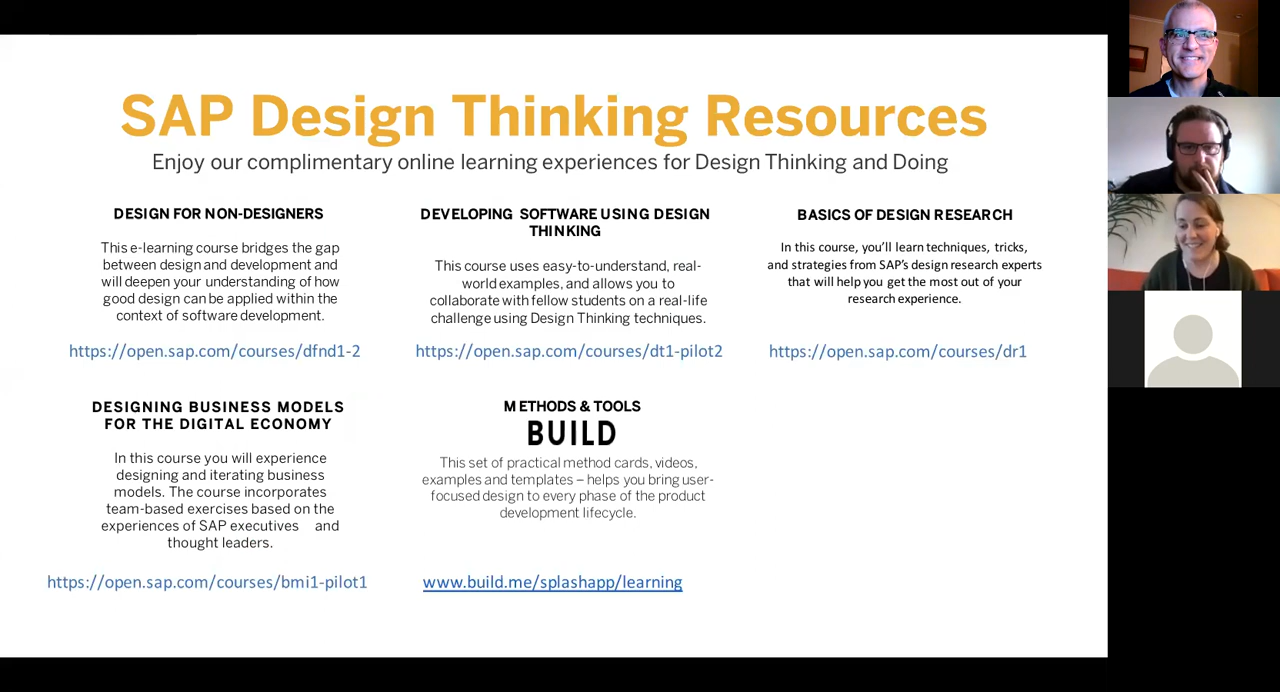 SAP Design Thinking Resources
Enjoy our complimentary online learning experiences for Design Thinking and Doing
DESIGN FOR NON-DESIGNERS
This e-learning course bridges the gap
between design and development and
will deepen your understanding of how
good design can be applied within the
context of software development.
https://open.sap.com/courses/dfnd1-2
DEVELOPING SOFTWARE USING DESIGN
THINKING
This course uses easy-to-understand, real-
world examples, and allows you to
collaborate with fellow students on a real-life
challenge using Design Thinking techniques.
https://open.sap.com/courses/dt1-pilot2
BASICS OF DESIGN RESEARCH
In this course, you’ll learn techniques, tricks,
and strategies from SAP’s design research experts
that will help you get the most out of your
research experience.
https://open.sap.com/courses/dr1
DESIGNING BUSINESS MODELS
FOR THE DIGITAL ECONOMY
In this course you will experience
designing and iterating business
models. The course incorporates
team-based exercises based on the
experiences of SAP executives and
thought leaders.
https://open.sap.com/courses/bmi1-pilot1
METHODS & TOOLS
BUILD
This set of practical method cards, videos,
examples and templates – helps you bring user-
focused design to every phase of the product
development lifecycle.
www.build.me/splashapp/learning